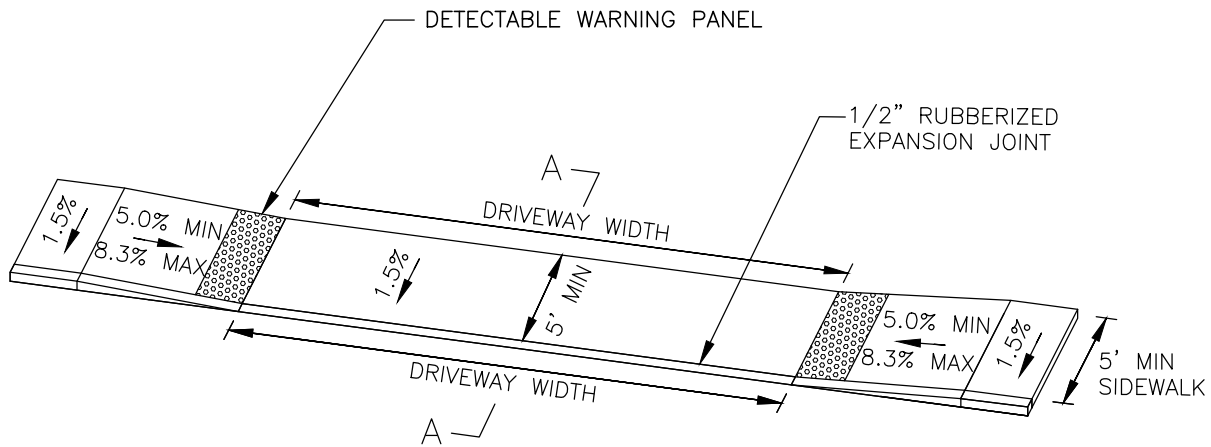 DETECTABLE WARNING PANEL
1/2" RUBBERIZED
EXPANSION JOINT
A
DRIVEWAY WIDTH
1.5%
5.0% MIN
8.3% MAX
1.5%
5' MIN
5.0% MIN
8.3% MAX
1.5%
5' MIN
SIDEWALK
DRIVEWAY WIDTH
A